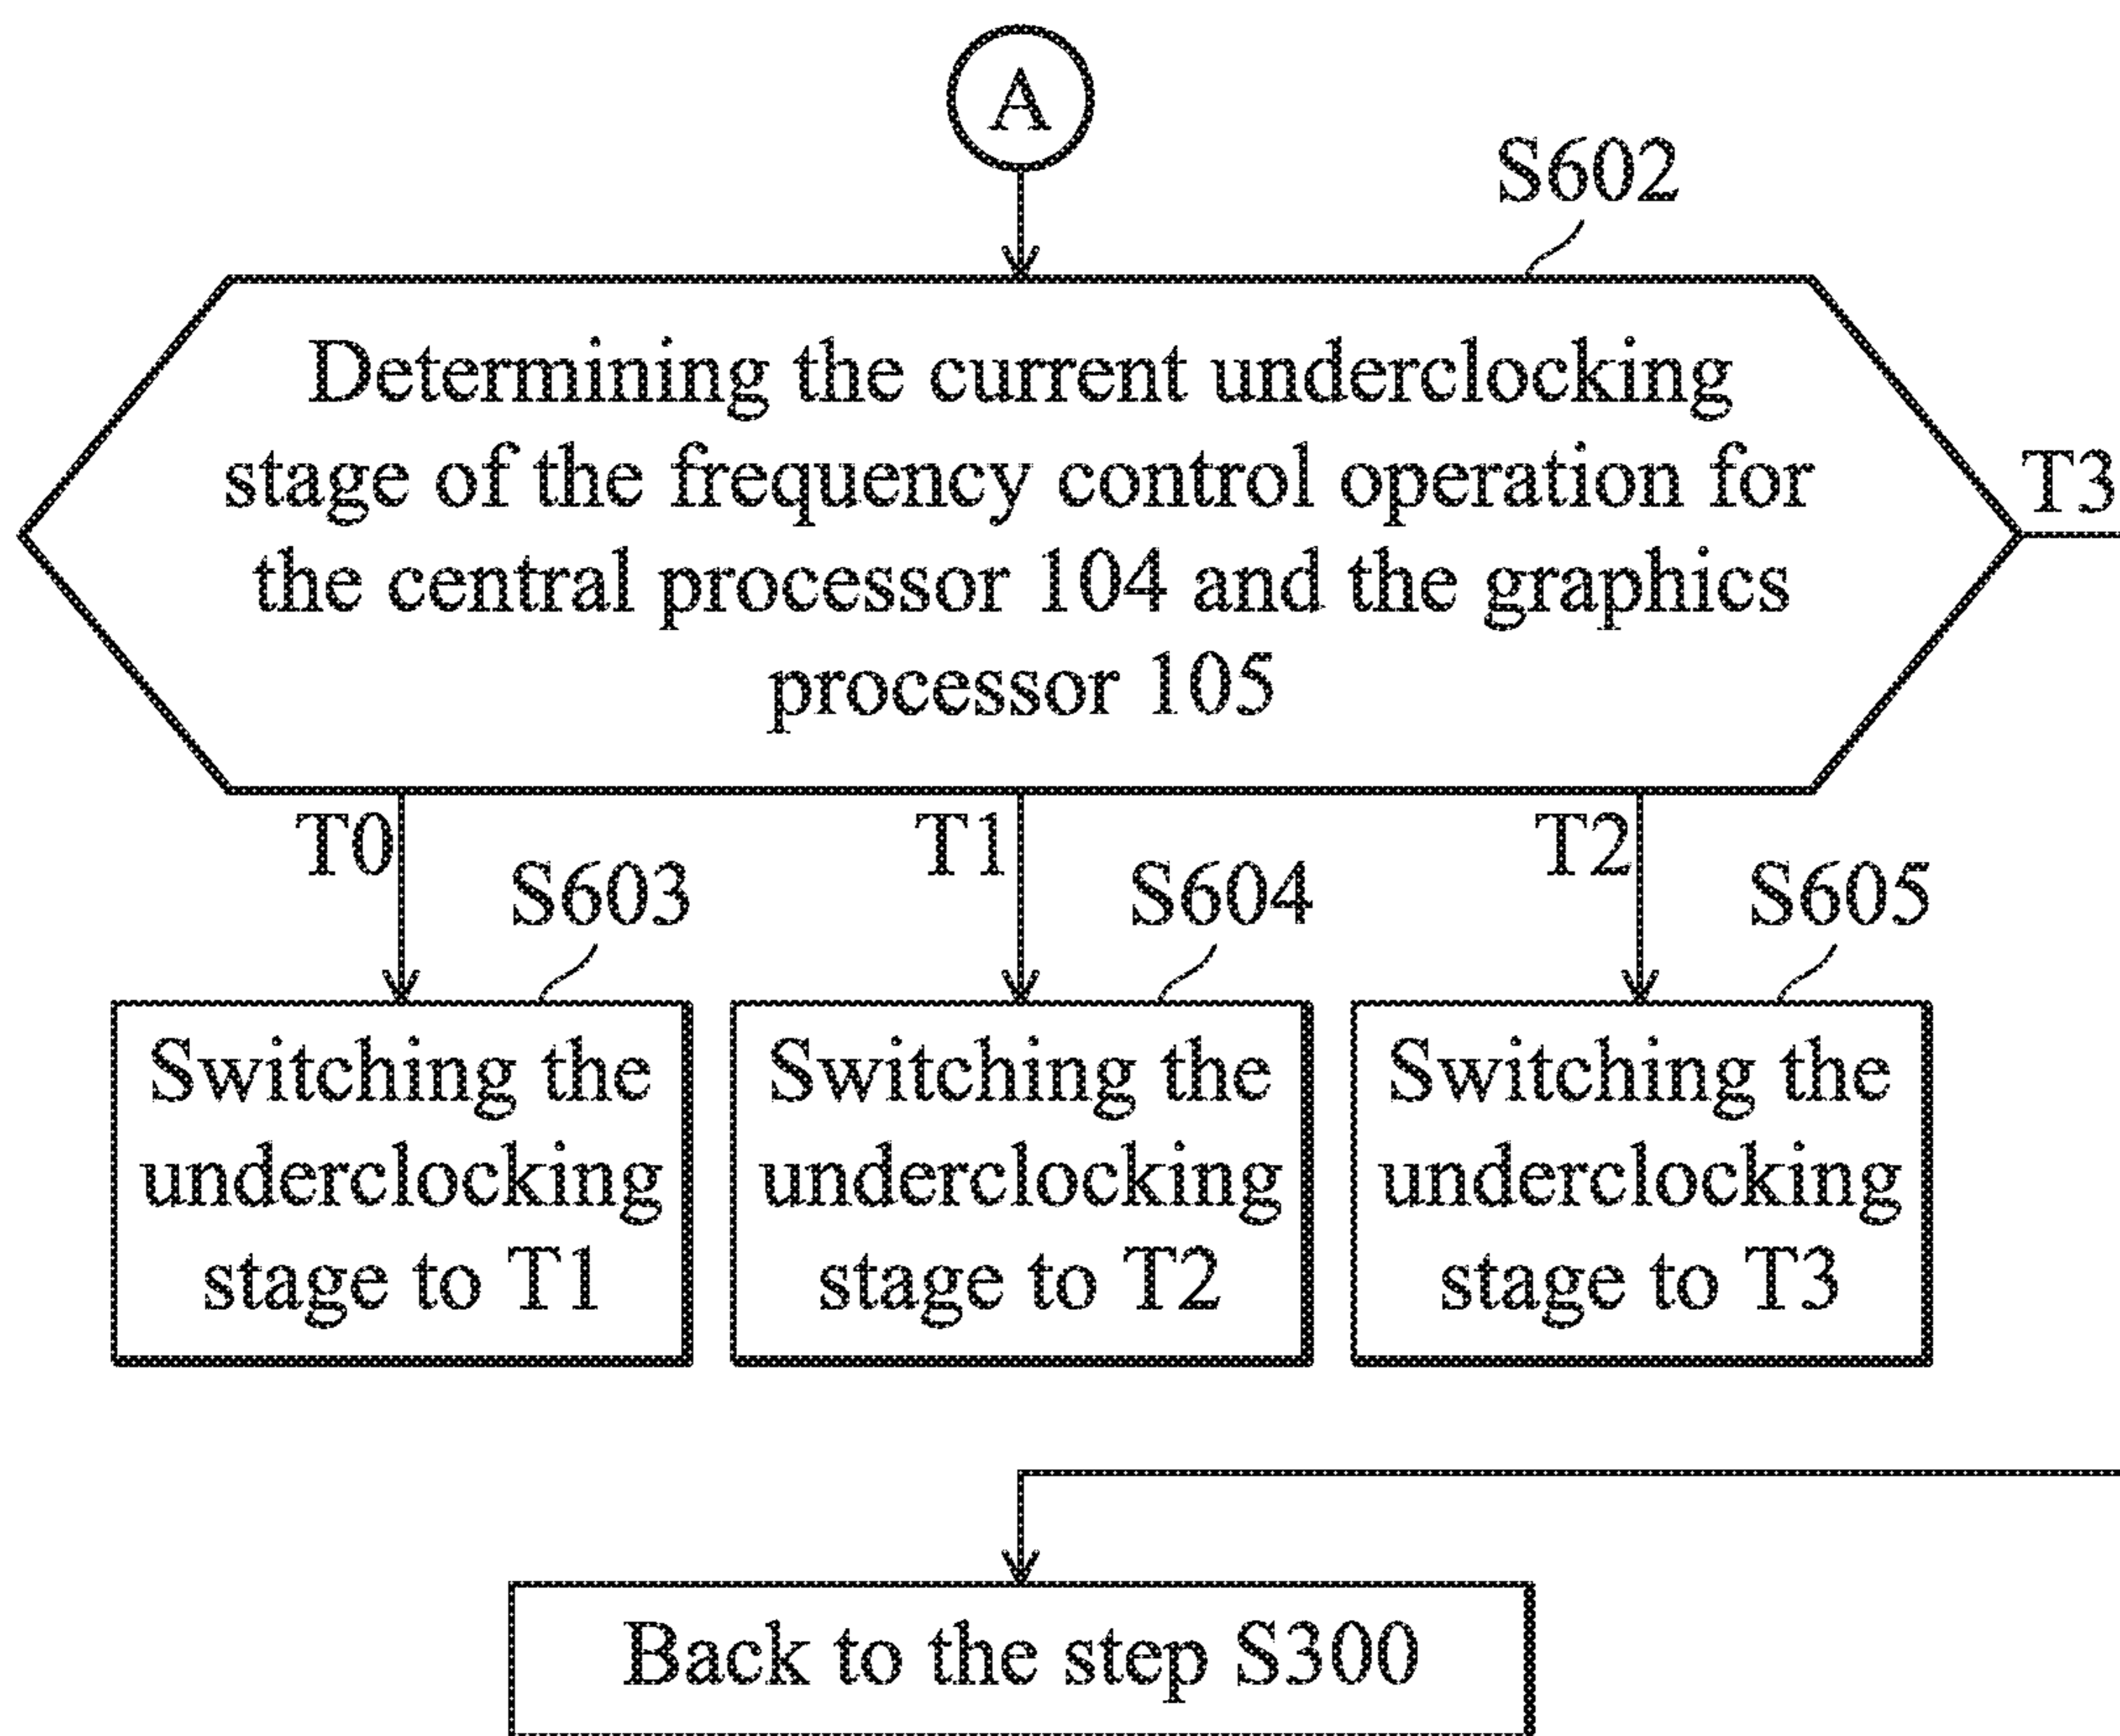 A
S602
Determining the current underclocking
stage of the frequency control operation for
the central processor 104 and the graphics
processor 105
T3
T0
T1
T2
S603
S604
S605
Switching the
underclocking
stage to T1
Switching the
underclocking
stage to T2
Switching the
underclocking
stage to T3
Back to the step S300